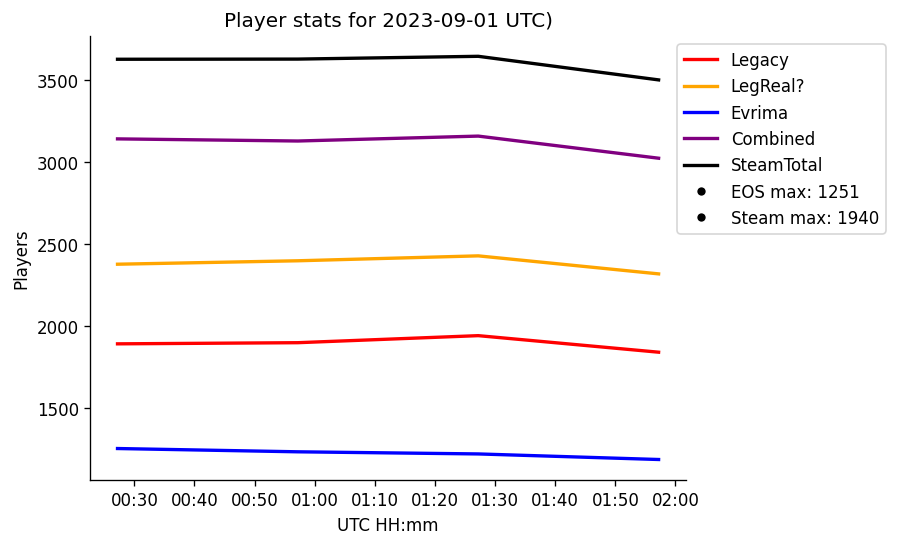 Player stats for 2023-09-01 UTC)
Legacy
LegReal?
Evrima
Combined
SteamTotal
EOS max: 1251
Steam max: 1940
Players
3500
3000
2500
2000
1500
00:30 00:40 00:50 01:00 01:10 01:20 01:30 01:40 01:50 02:00
UTC HH:mm